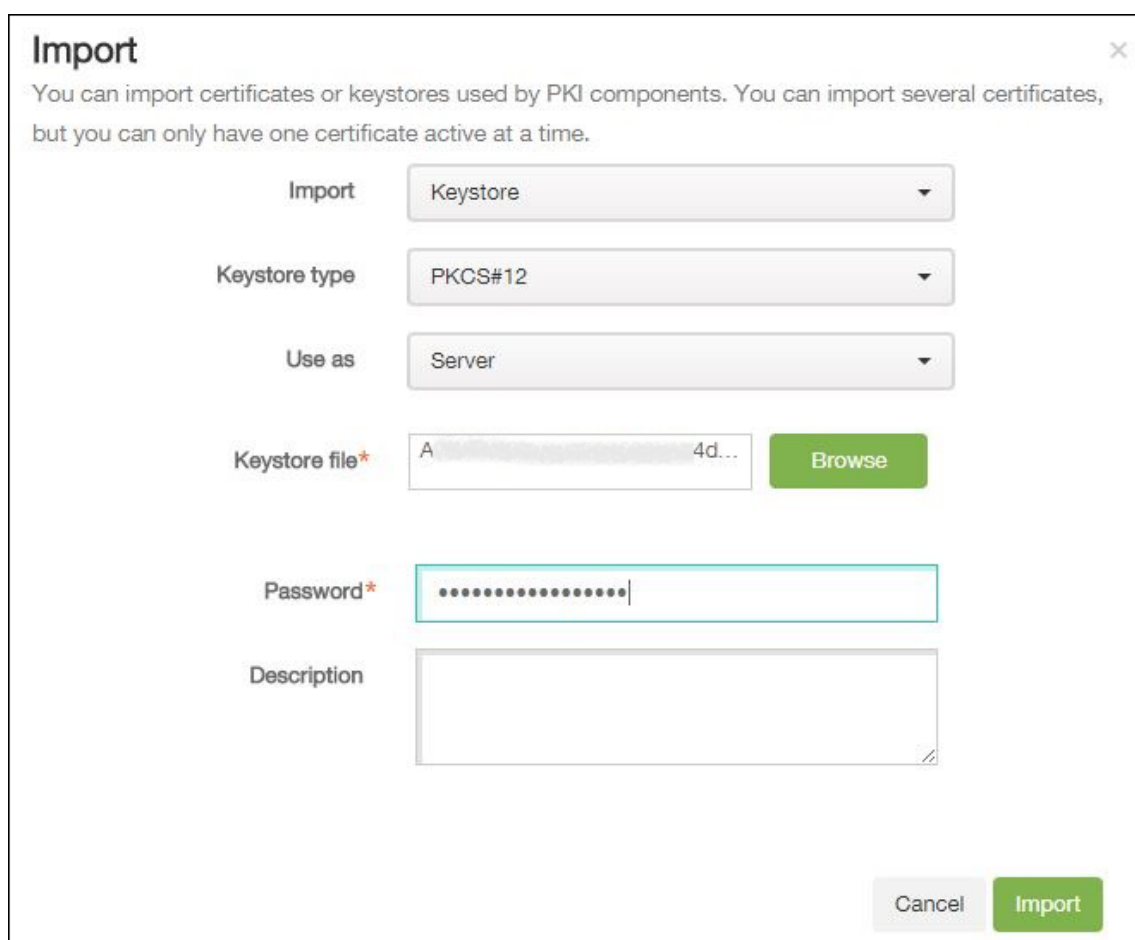 Import
×
You can import certificates or keystores used by PKI components. You can import several certificates,
but you can only have one certificate active at a time.
Import Keystore
Keystore type PKCS#12
Use as Server
Keystore file* A 4d... Browse
Password* •••••••••••••••••
Description
Cancel Import